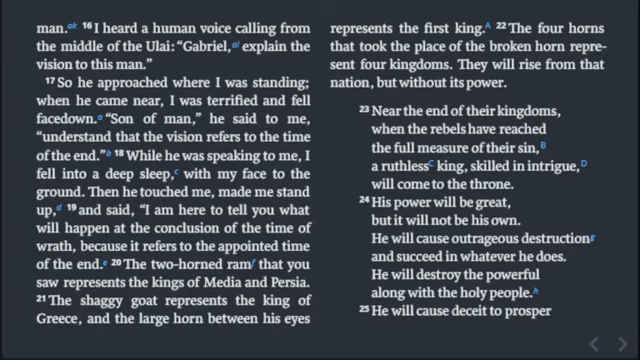 man.ak 16 I heard a human voice calling from
the middle of the Ulai: “Gabriel,al explain the
vision to this man.”
17 So he approached where I was standing;
when he came near, I was terrified and fell
facedown.a “Son of man,” he said to me,
“understand that the vision refers to the time
of the end.”b 18 While he was speaking to me, I
fell into a deep sleep,c with my face to the
ground. Then he touched me, made me stand
up,d 19 and said, “I am here to tell you what
will happen at the conclusion of the time of
wrath, because it refers to the appointed time
of the end.e 20 The two-horned ramf that you
saw represents the kings of Media and Persia.
21 The shaggy goat represents the king of
Greece, and the large horn between his eyes
represents the first king.A 22 The four horns
that took the place of the broken horn repre-
sent four kingdoms. They will rise from that
nation, but without its power.
23 Near the end of their kingdoms,
when the rebels have reached
the full measure of their sin,B
a ruthlessC king, skilled in intrigue,D
will come to the throne.
24 His power will be great,
but it will not be his own.
He will cause outrageous destructiong
and succeed in whatever he does.
He will destroy the powerful
along with the holy people.h
25 He will cause deceit to prosper